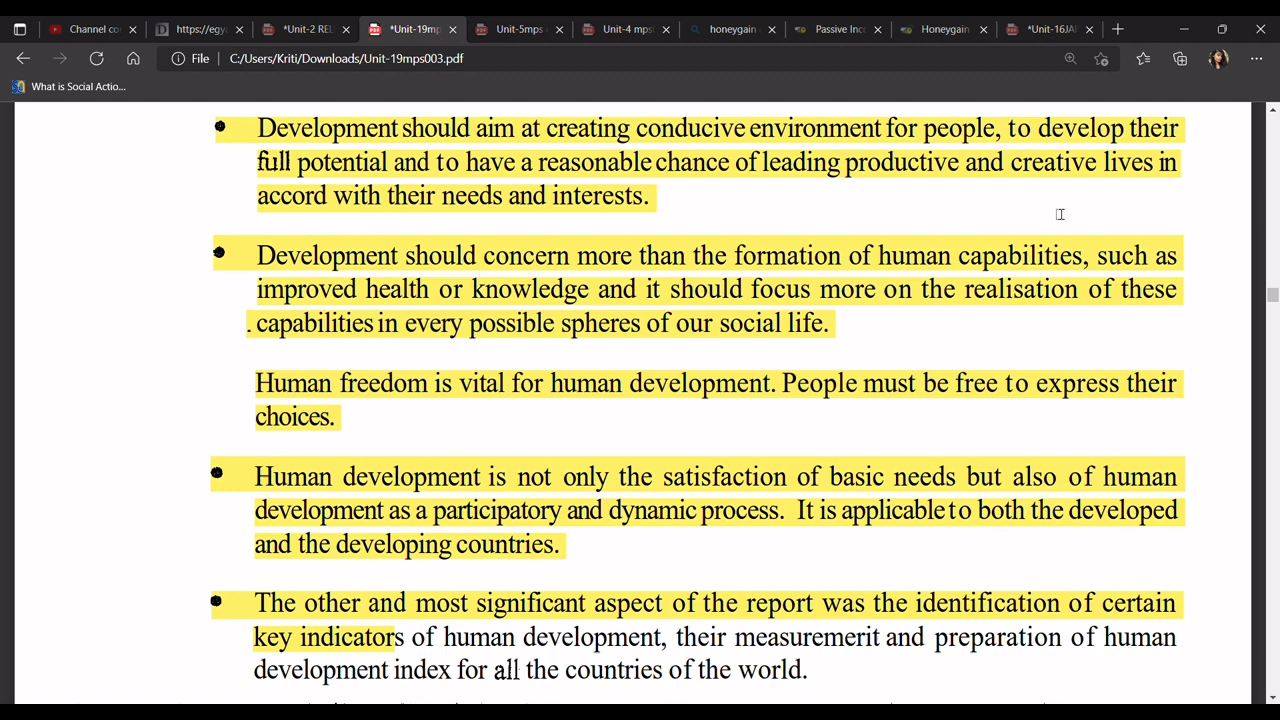 Channel co
https://egy
*Unit-2 REL
*Unit-19mp
Unit-5mps
Unit-4 mps
honeygain
Passive Inc
Honeygain
*Unit-16JA
File
C:/Users/Kriti/Downloads/Unit-19mps003.pdf
What is Social Actio...
• Development should aim at creating conducive environment for people, to develop their
full potential and to have a reasonable chance of leading productive and creative lives in
accord with their needs and interests.
• Development should concern more than the formation of human capabilities, such as
improved health or knowledge and it should focus more on the realisation of these
. capabilities in every possible spheres of our social life.
Human freedom is vital for human development. People must be free to express their
choices.
• Human development is not only the satisfaction of basic needs but also of human
development as a participatory and dynamic process. It is applicable to both the developed
and the developing countries.
• The other and most significant aspect of the report was the identification of certain
key indicators of human development, their measuremerit and preparation of human
development index for all the countries of the world.